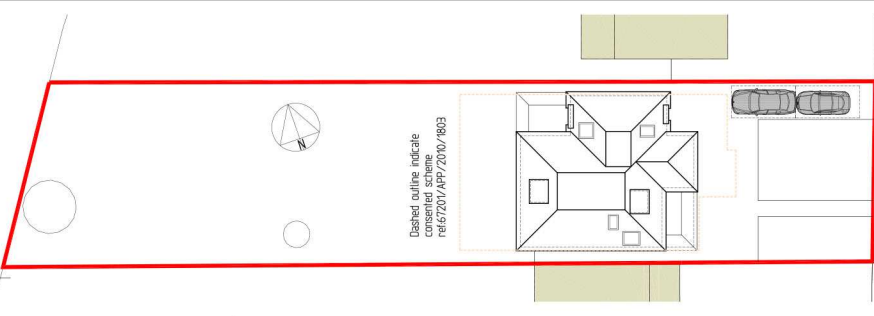 Dashed outline indicate
consented scheme
ref:67201/APP/2010/1803
N